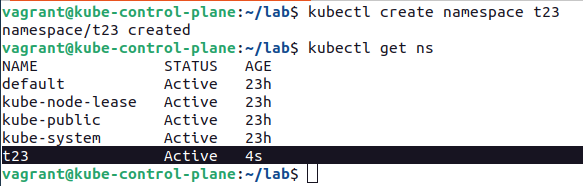 vagrant@kube-control-plane:~/lab$ kubectl create namespace t23
namespace/t23 created
vagrant@kube-control-plane:~/lab$ kubectl get ns
NAME              STATUS   AGE
default           Active   23h
kube-node-lease   Active   23h
kube-public       Active   23h
kube-system       Active   23h
t23               Active   4s
vagrant@kube-control-plane:~/lab$